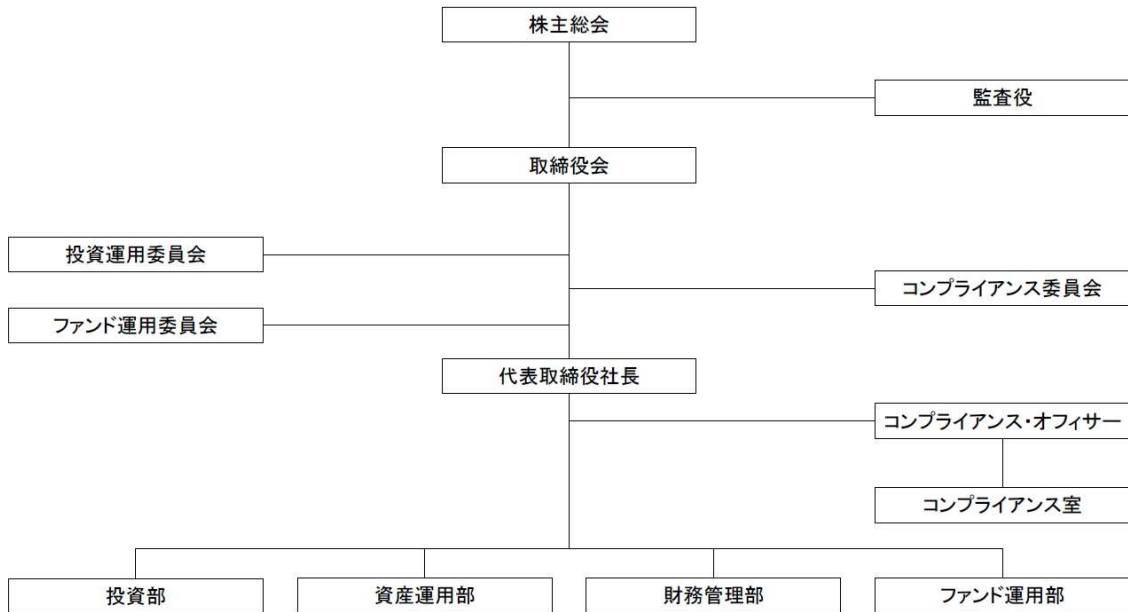 株主総会
監査役
取締役会
投資運用委員会
コンプライアンス委員会
ファンド運用委員会
代表取締役社長
コンプライアンス・オフィサー
コンプライアンス室
投資部
資産運用部
財務管理部
ファンド運用部